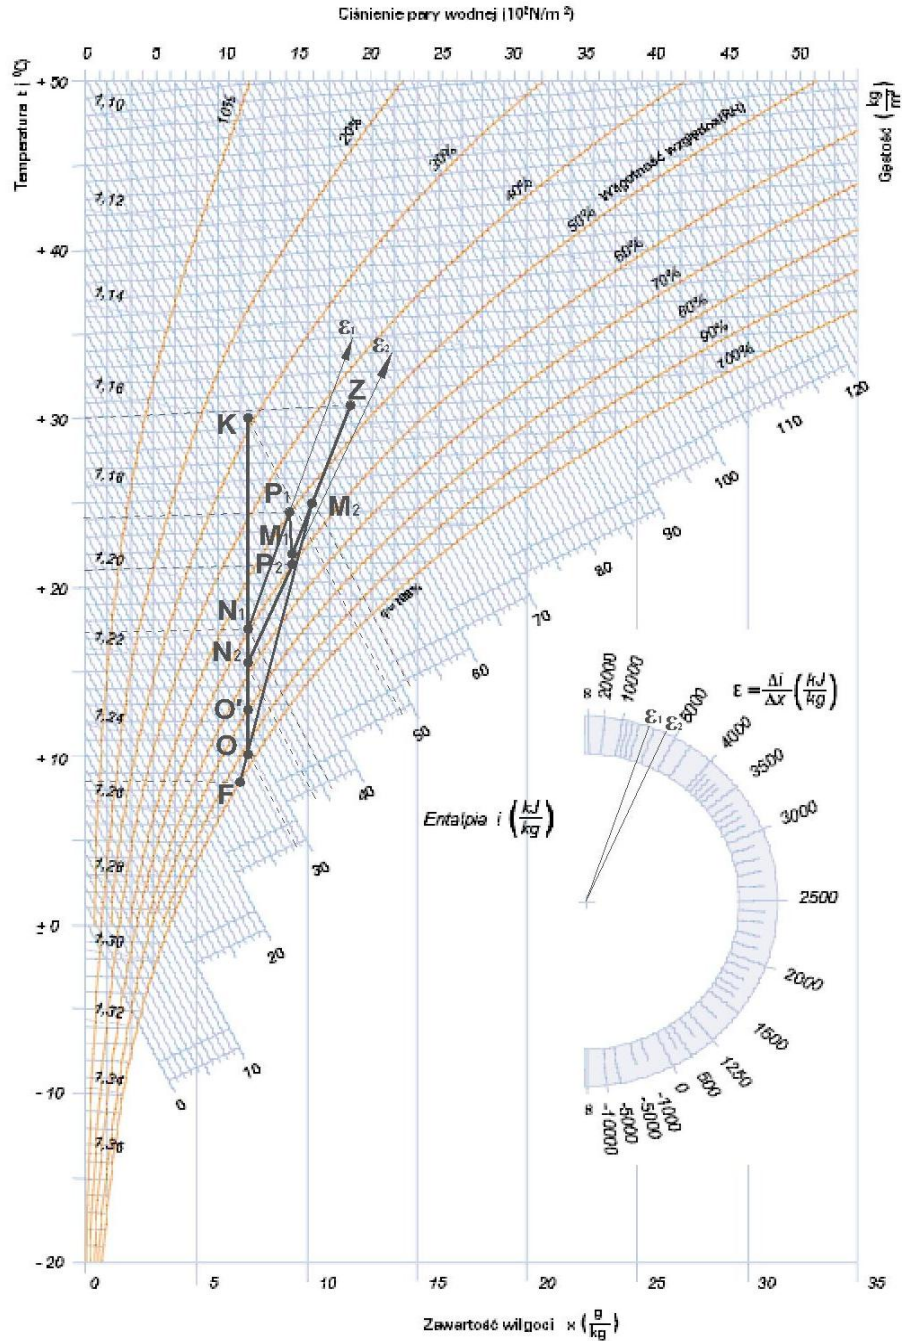 Ciśnienie pary wodnej (10²N/m²)
0 5 10 15 20 25 30 35 40 45 50
Temperatura t (⁰C)
Gęstość (kg/m³)
+50
+40
+30
+20
+10
±0
-10
-20
1,10
1,12
1,14
1,16
1,18
1,20
1,22
1,24
1,26
1,28
1,30
1,32
1,34
1,36
10%
20%
30%
40%
50% Wilgotność względna (RH)
60%
70%
80%
90%
100%
φ=100%
ε1
ε2
K
Z
P1
M2
M1
P2
N1
N2
O'
O
F
120
110
100
90
80
70
60
50
40
30
20
10
0
Entalpia i (kJ/kg)
ε = Δi/Δx (kJ/kg)
20000
10000
ε1 ε2
4000
3500
3000
2500
2000
1500
1250
0
-1000
-5000
-10000
0 5 10 15 20 25 30 35
Zawartość wilgoci x (g/kg)